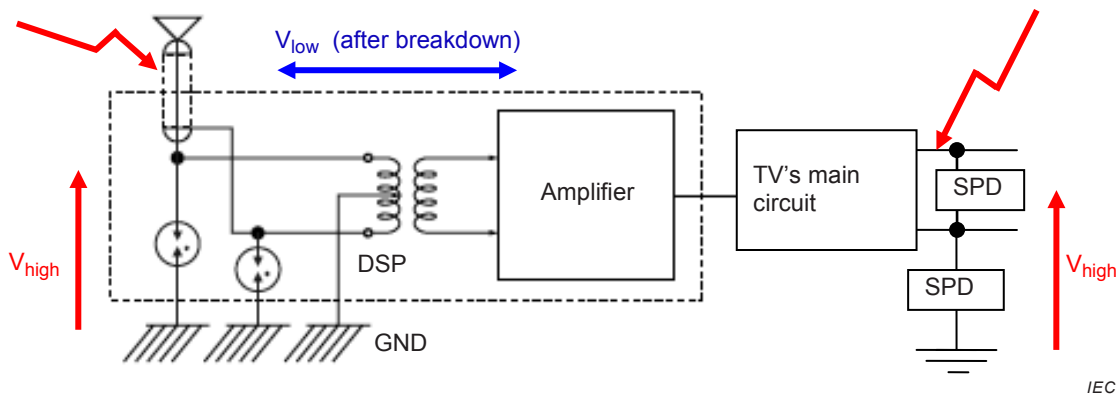 Vlow (after breakdown)
Amplifier
TV's main
circuit
SPD
Vhigh
DSP
SPD
Vhigh
GND
IEC